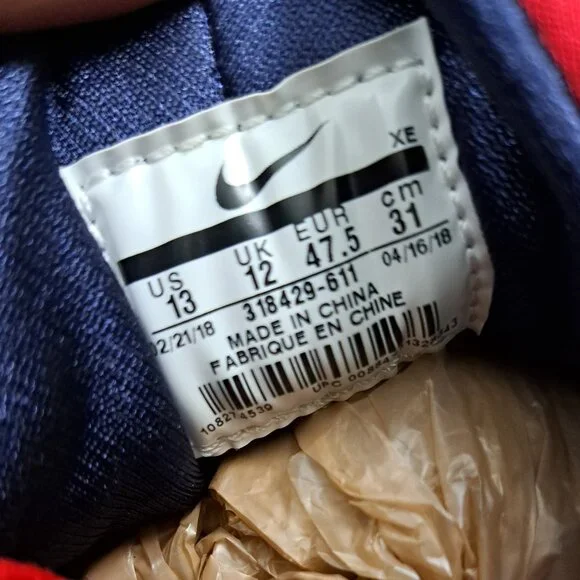 XE
US UK EUR cm
13 12 47.5 31
02/21/18 318429-611 04/16/18
MADE IN CHINA
FABRIQUE EN CHINE
UPC